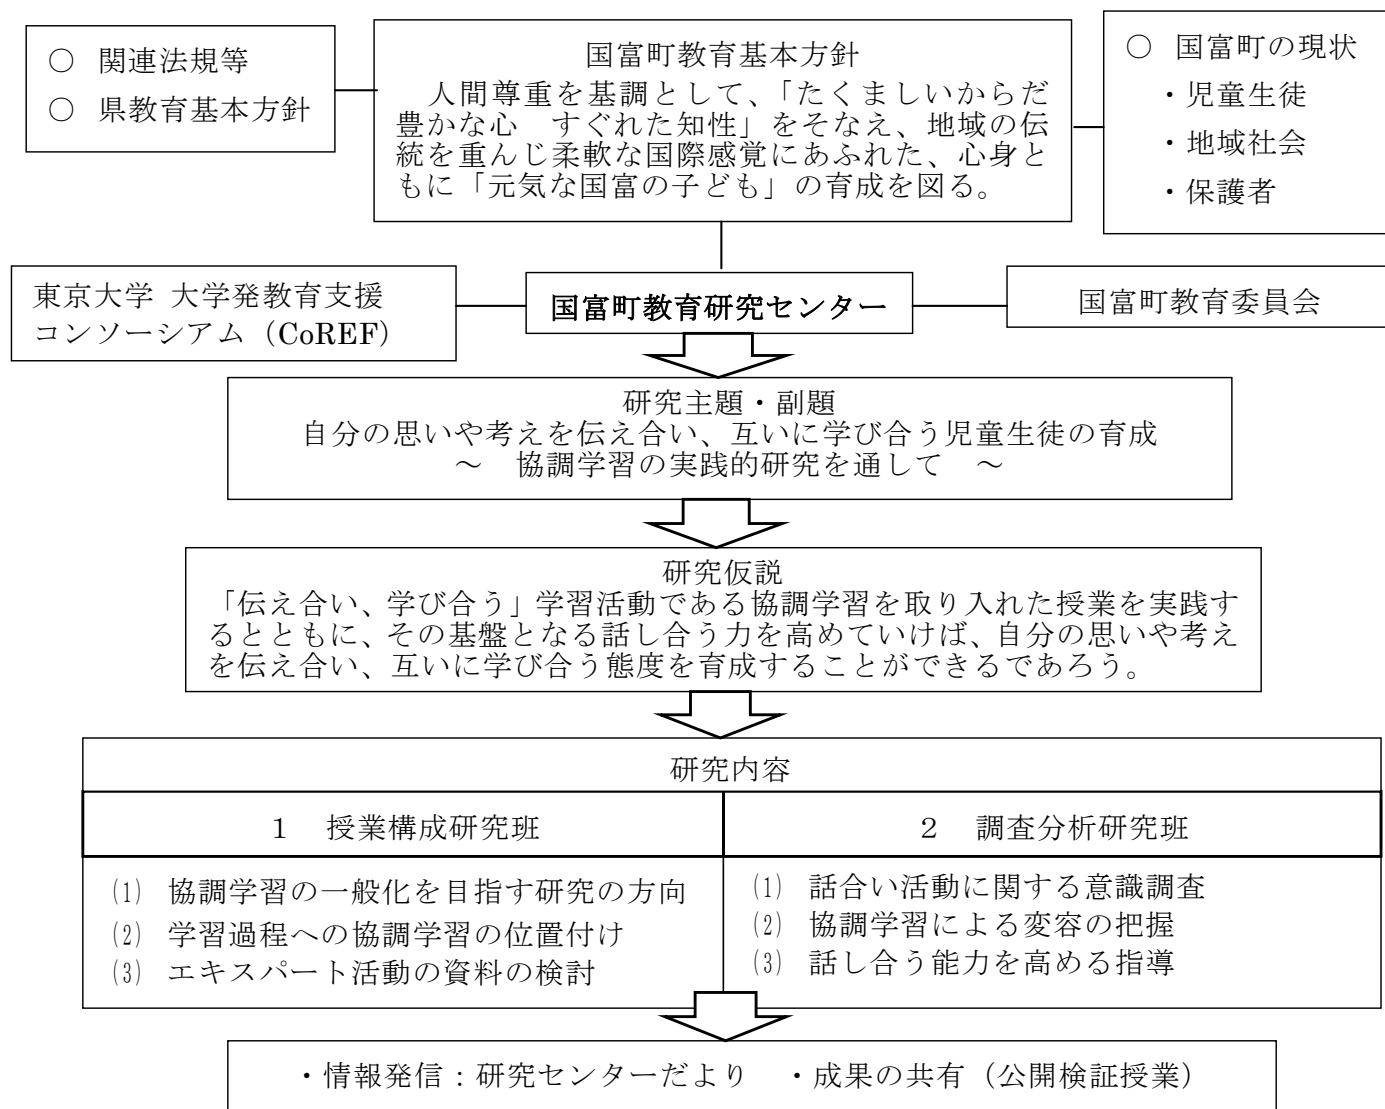 ○ 関連法規等
○ 県教育基本方針
国富町教育基本方針
人間尊重を基調として、「たくましいからだ
豊かな心　すぐれた知性」をそなえ、地域の伝
統を重んじ柔軟な国際感覚にあふれた、心身と
もに「元気な国富の子ども」の育成を図る。
○ 国富町の現状
・児童生徒
・地域社会
・保護者
東京大学 大学発教育支援
コンソーシアム（CoREF）
国富町教育研究センター
国富町教育委員会
研究主題・副題
自分の思いや考えを伝え合い、互いに学び合う児童生徒の育成
～　協調学習の実践的研究を通して　～
研究仮説
「伝え合い、学び合う」学習活動である協調学習を取り入れた授業を実践す
るとともに、その基盤となる話し合う力を高めていけば、自分の思いや考え
を伝え合い、互いに学び合う態度を育成することができるであろう。
研究内容
１　授業構成研究班
⑴ 協調学習の一般化を目指す研究の方向
⑵ 学習過程への協調学習の位置付け
⑶ エキスパート活動の資料の検討
２　調査分析研究班
⑴ 話合い活動に関する意識調査
⑵ 協調学習による変容の把握
⑶ 話し合う能力を高める指導
・情報発信：研究センターだより　・成果の共有（公開検証授業）